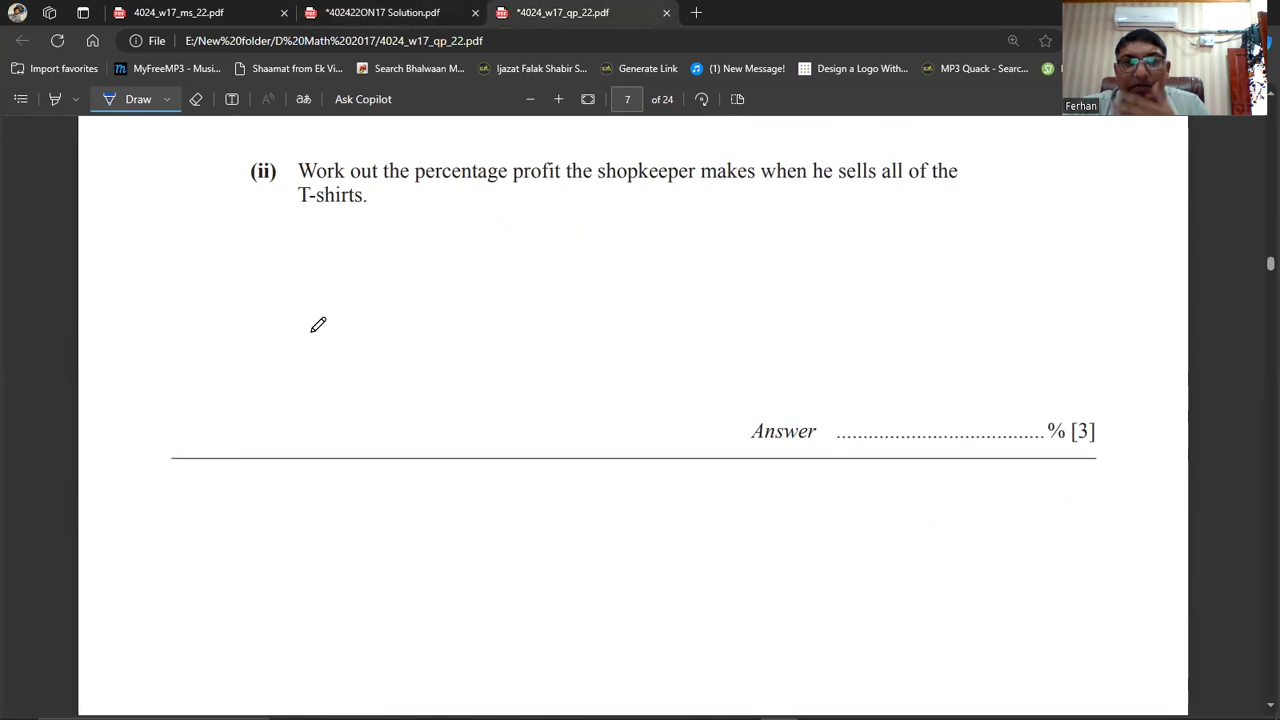 4024_w17_ms_22.pdf
*402422ON17 Solution.pdf
*4024_w17_qp_22.pdf
File
E:/New%20folder/D%20Math%202017/4024_w17_qp_22.pdf
Import favorites
MyFreeMP3 - Musi...
Shaamat from Ek Vi...
Search Bhalwati M...
Ijazat Falak Shabir S...
Generate Link
(1) New Message!
Design a Logo With...
MP3 Quack - Searc...
Draw
Ask Copilot
7 of 24
Ferhan
(ii) Work out the percentage profit the shopkeeper makes when he sells all of the
T-shirts.
Answer ....................................... % [3]